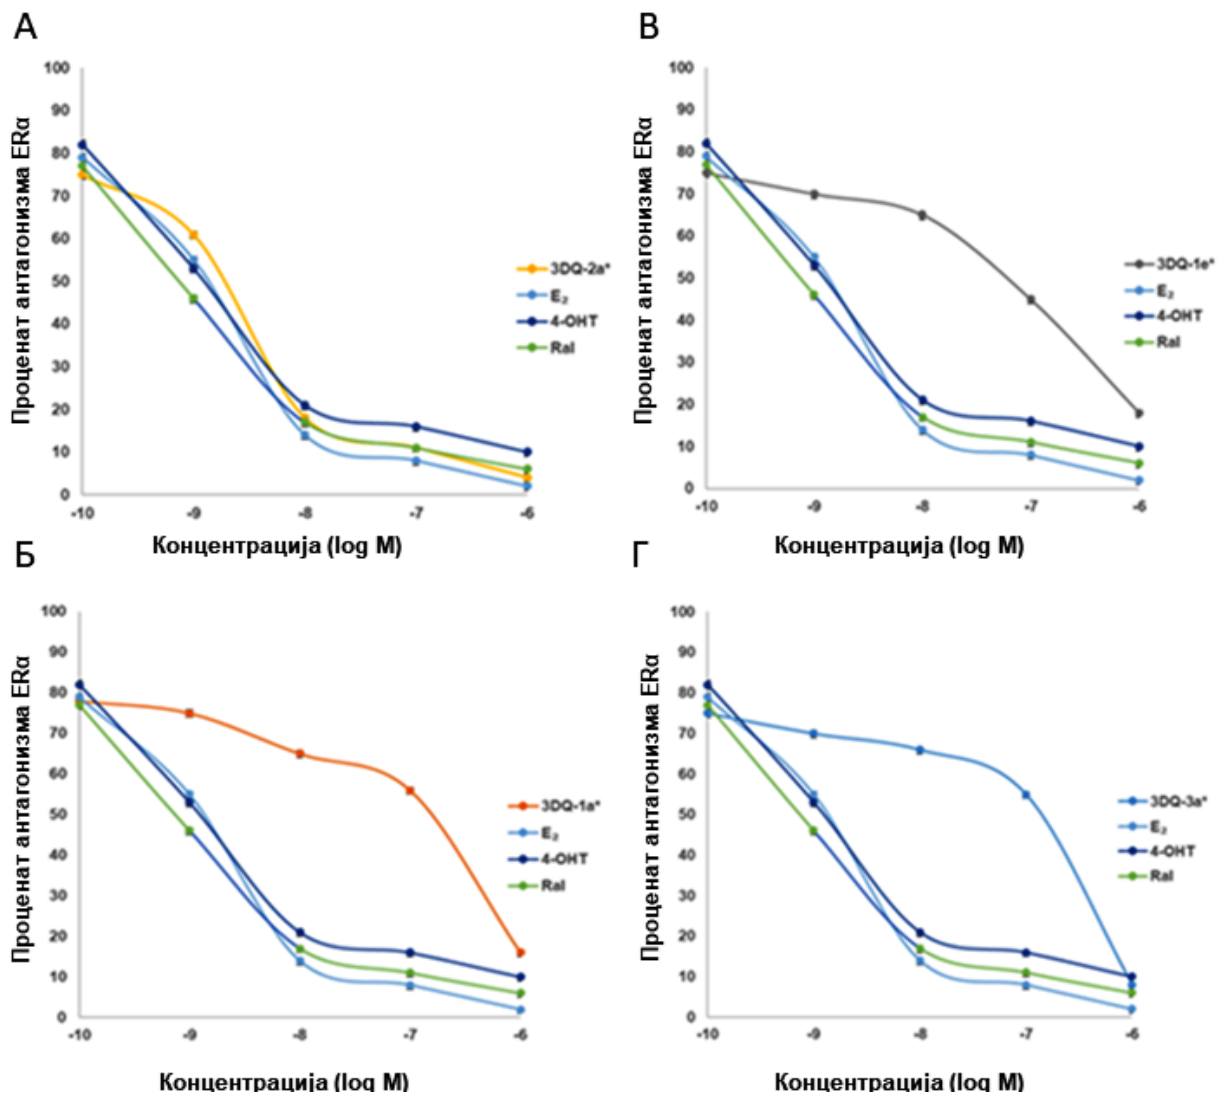 А
Процент антагонизма ERα
100
90
80
70
60
50
40
30
20
10
0
-10 -9 -8 -7 -6
3DQ-2a*
E₂
4-OHT
Ral
Концентрација (log M)
В
Процент антагонизма ERα
100
90
80
70
60
50
40
30
20
10
0
-10 -9 -8 -7 -6
3DQ-1e*
E₂
4-OHT
Ral
Концентрација (log M)
Б
Проценат антагонизма ERα
100
90
80
70
60
50
40
30
20
10
0
-10 -9 -8 -7 -6
3DQ-1a*
E₂
4-OHT
Ral
Концентрација (log M)
Г
Проценат антагонизма ERα
100
90
80
70
60
50
40
30
20
10
0
-10 -9 -8 -7 -6
3DQ-3a*
E₂
4-OHT
Ral
Концентрација (log M)